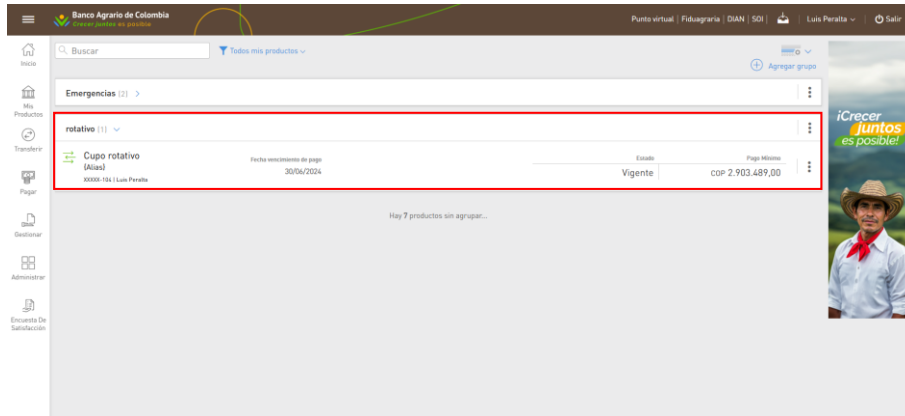 Banco Agrario de Colombia
Crecer juntos es posible
Punto virtual | Fiduagraria | DIAN | SOI |
Luis Peralta
Salir
Inicio
Mis
Productos
Transferir
Pagar
Gestionar
Administrar
Encuesta De
Satisfacción
Buscar
Todos mis productos
Agregar grupo
Emergencias (2)
rotativo (1)
Cupo rotativo
(Alias)
XXXXX-104 | Luis Peralta
Fecha vencimiento de pago
30/06/2024
Estado
Vigente
Pago Mínimo
COP 2.903.489,00
Hay 7 productos sin agrupar...
¡Crecer
juntos
es posible!